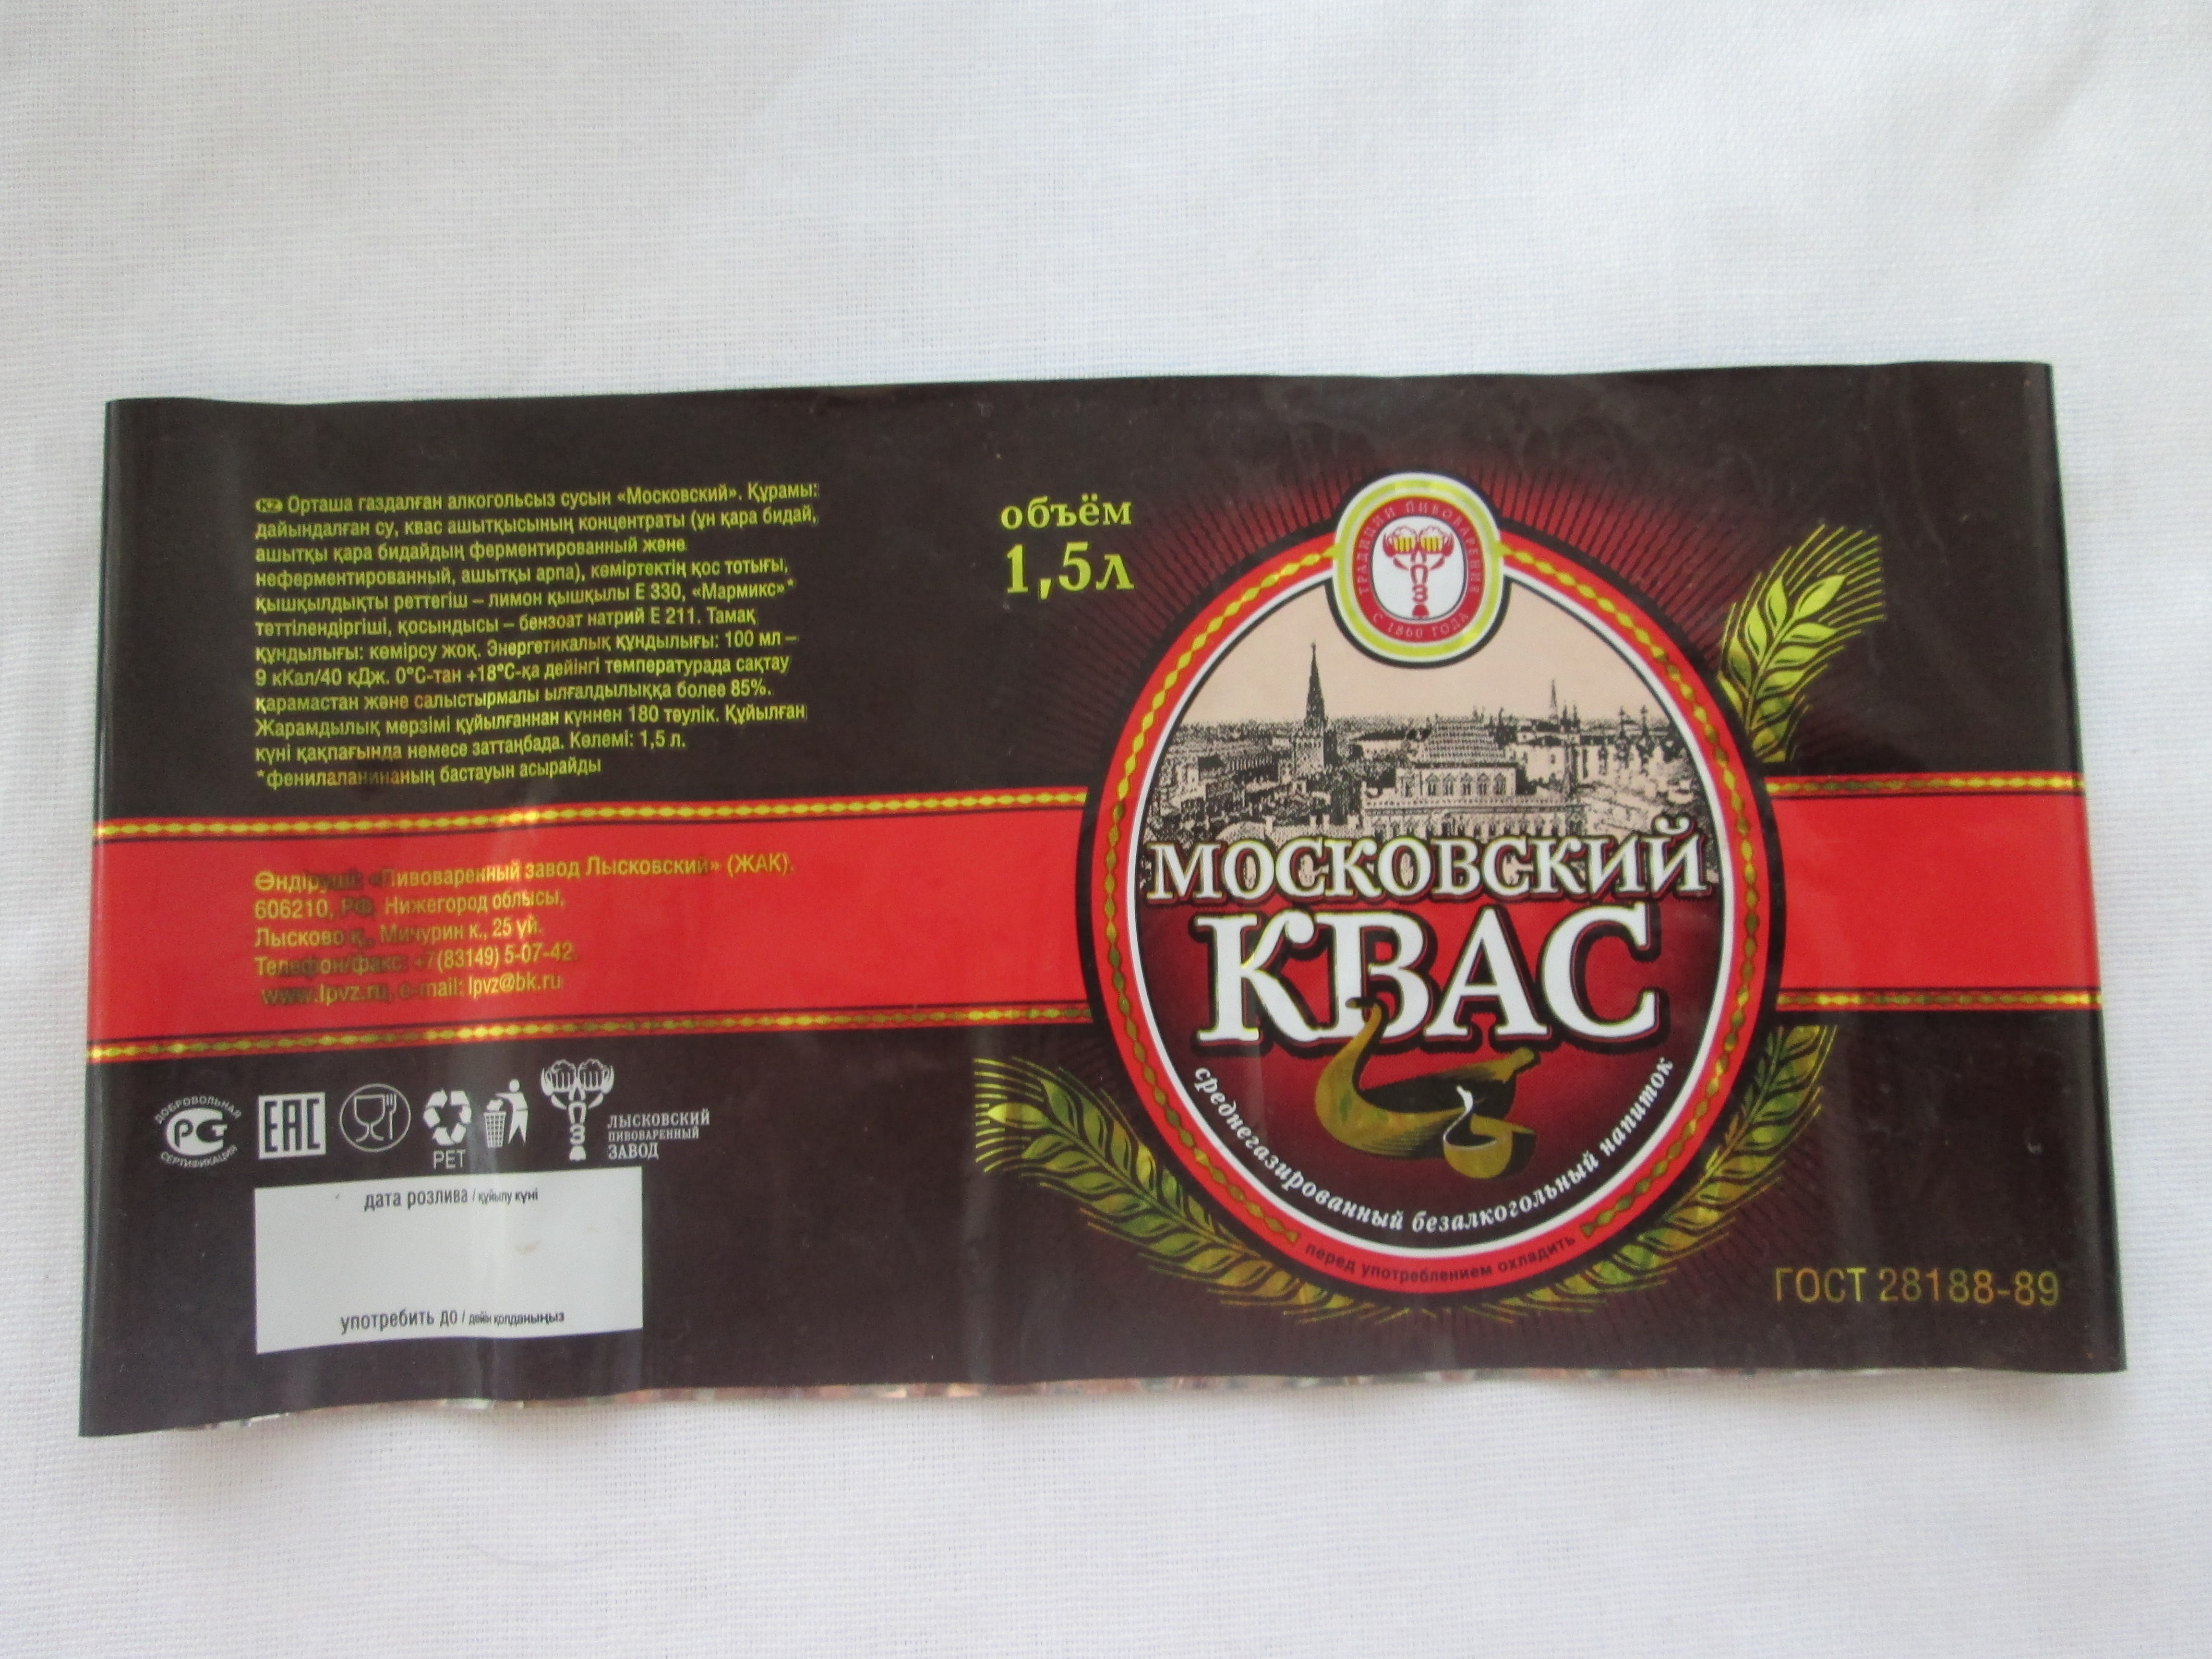 KZ Орташа газдалған алкогольсыз сусын «Московский». Құрамы:
дайындалған су, квас ашытқысының концентраты (ұн қара бидай,
ашытқы қара бидайдың ферментированный және
неферментированный, ашытқы арпа), көміртектің қос тотығы,
қышқылдықты реттегіш – лимон қышқылы Е 330, «Мармикс»*
тәттілендіргіші, қосындысы – бензоат натрий Е 211. Тамақ
құндылығы: көмірсу жоқ. Энергетикалық құндылығы: 100 мл –
9 кКал/40 кДж. 0°С-тан +18°С-қа дейінгі температурада сақтау
қарамастан және салыстырмалы ылғалдылыққа более 85%.
Жарамдылық мерзімі құйылғаннан күннен 180 тәулік. Құйылған
күні қақпағында немесе заттаңбада. Көлемі: 1,5 л.
*фенилаланинаның бастауын асырайды
Өндіруші: «Пивоваренный завод Лысковский» (ЖАК).
606210, РФ, Нижегород облысы,
Лысково қ., Мичурин к., 25 үй.
Телефон/факс: +7(83149) 5-07-42
www.lpvz.ru, e-mail: lpvz@bk.ru
ДОБРОВОЛЬНАЯ
РСТ
СЕРТИФИКАЦИЯ
EAC
PET
ЛПЗ
ЛЫСКОВСКИЙ
ПИВОВАРЕННЫЙ
ЗАВОД
дата розлива / құйылу күні
употребить до / дейін қолданыңыз
объём
1,5л
ТРАДИЦИИ ПИВОВАРЕНИЯ
ЛПЗ
С 1860 ГОДА
МОСКОВСКИЙ
КВАС
среднегазированный безалкогольный напиток
перед употреблением охладить
ГОСТ 28188-89